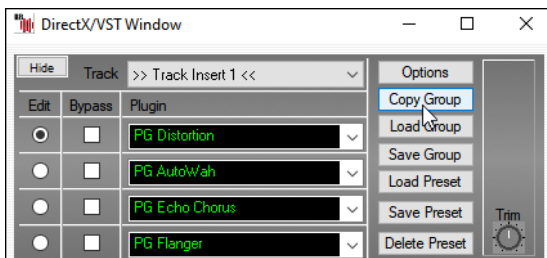 DirectX/VST Window
Hide Track >> Track Insert 1 << Options
Edit Bypass Plugin Copy Group
PG Distortion Load Group
PG AutoWah Save Group
Load Preset
PG Echo Chorus Save Preset Trim
PG Flanger Delete Preset